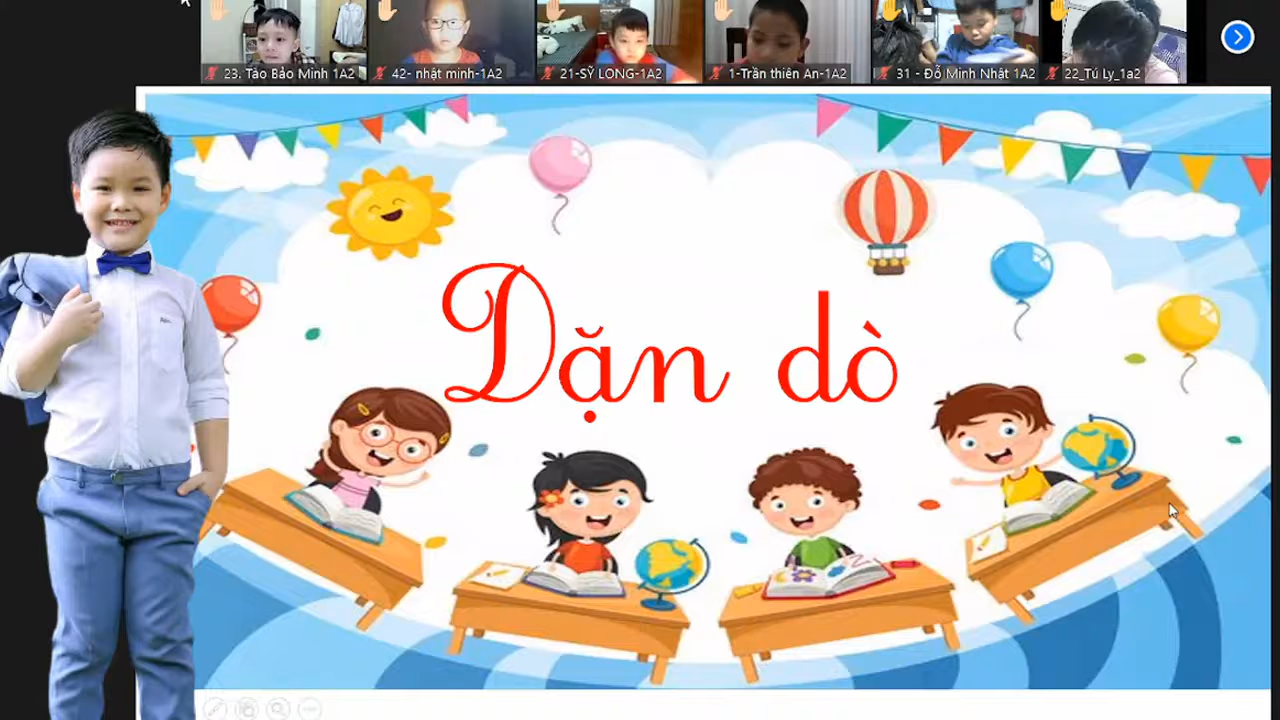 23. Tào Bảo Minh 1A2
42- nhật minh-1A2
21-SỸ LONG-1A2
1-Trần thiên An-1A2
31 - Đỗ Minh Nhật 1A2
22_Tú Ly_1a2
Dặn dò